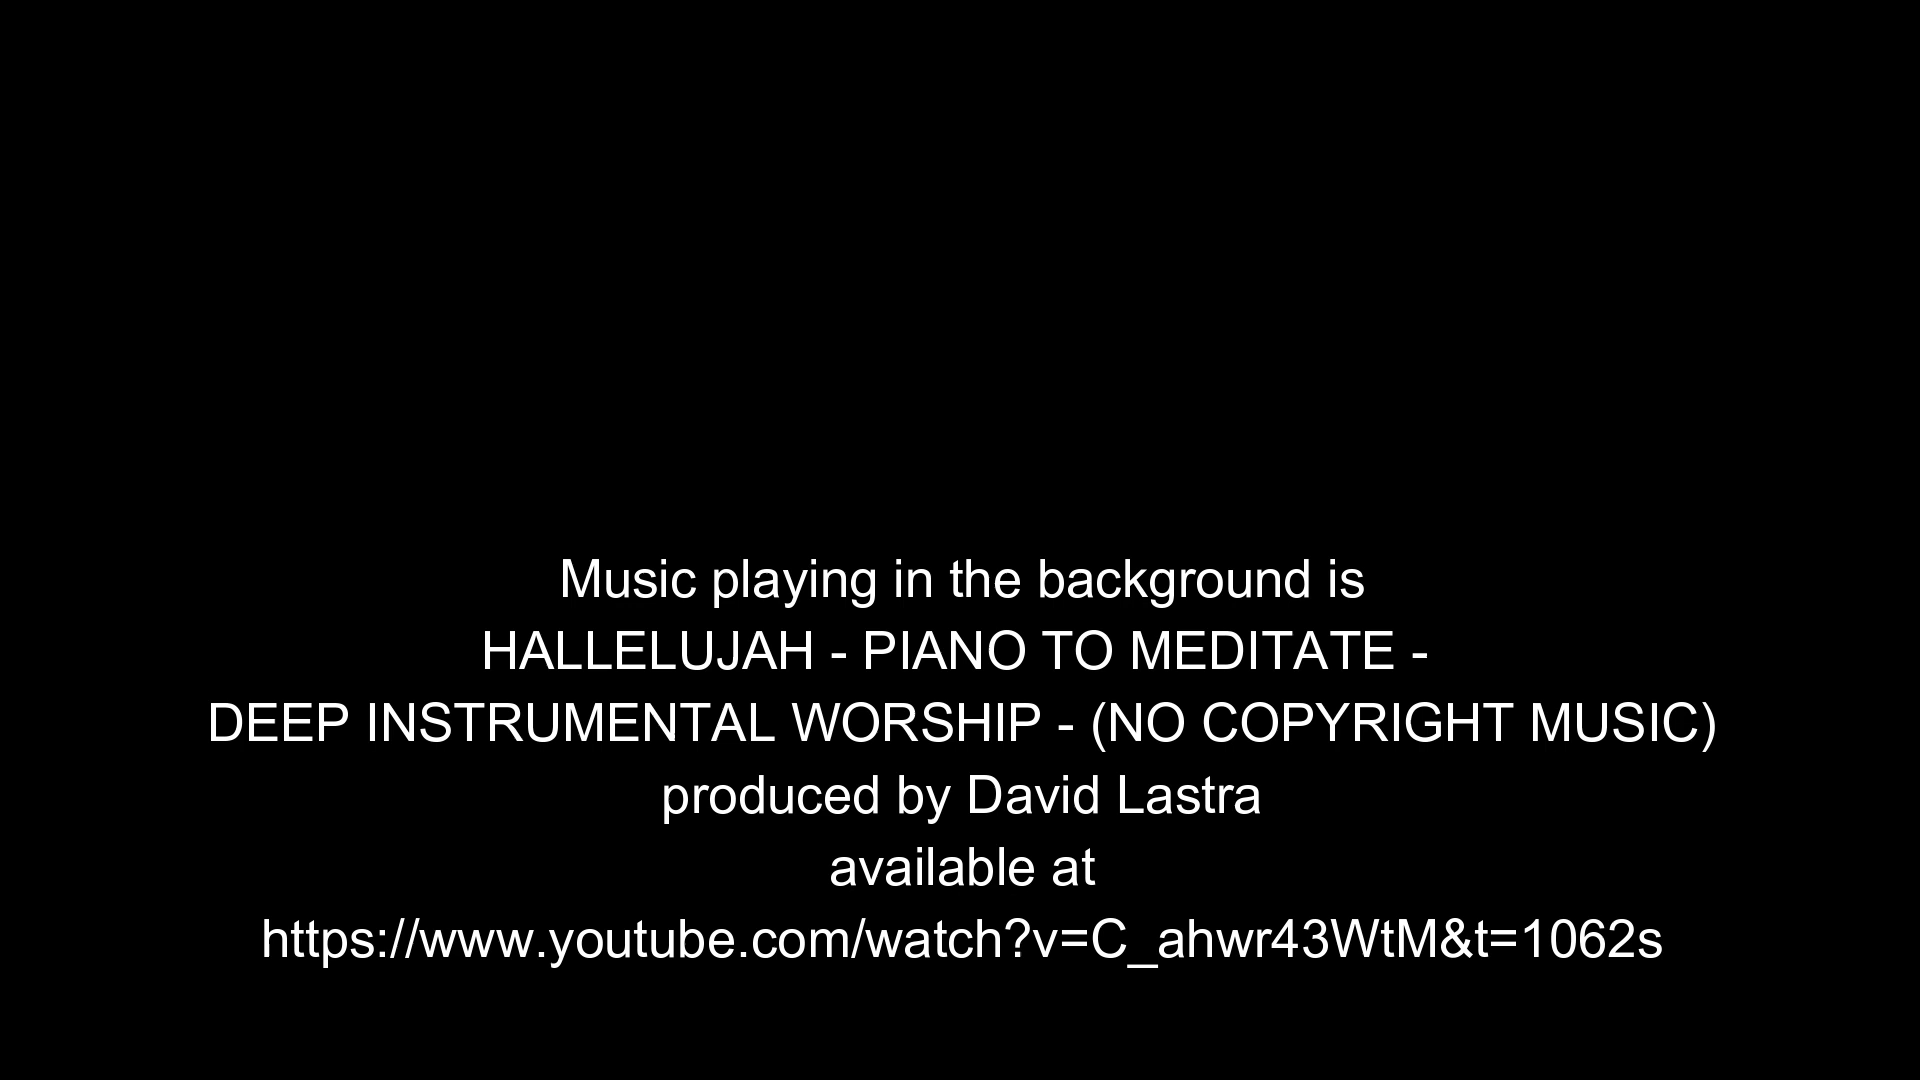 Music playing in the background is
HALLELUJAH - PIANO TO MEDITATE -
DEEP INSTRUMENTAL WORSHIP - (NO COPYRIGHT MUSIC)
produced by David Lastra
available at
https://www.youtube.com/watch?v=C_ahwr43WtM&t=1062s